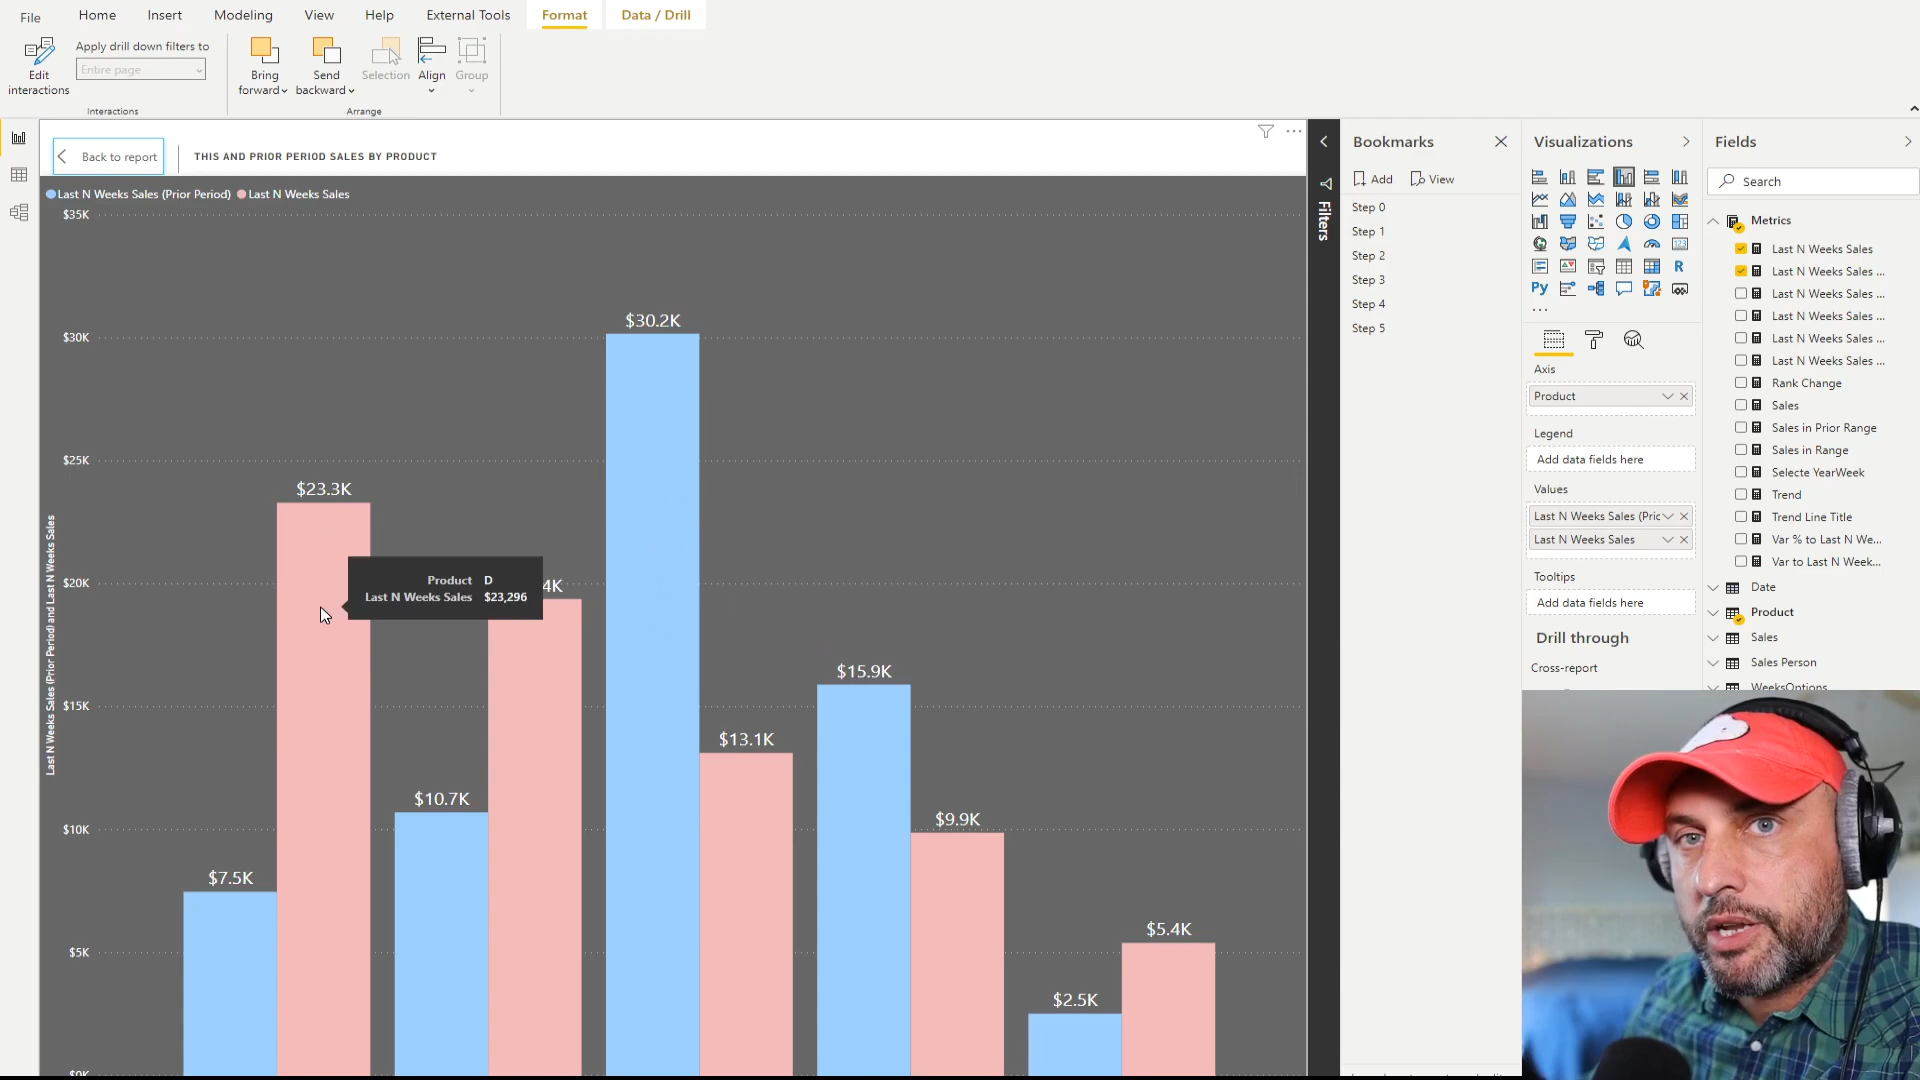 File
Home
Insert
Modeling
View
Help
External Tools
Format
Data / Drill
Edit
interactions
Apply drill down filters to
Entire page
Interactions
Bring
forward
Send
backward
Selection
Align
Group
Arrange
Back to report
THIS AND PRIOR PERIOD SALES BY PRODUCT
Last N Weeks Sales (Prior Period)
Last N Weeks Sales
Last N Weeks Sales (Prior Period) and Last N Weeks Sales
$35K
$30K
$25K
$20K
$15K
$10K
$5K
$0K
$7.5K
$23.3K
$10.7K
4K
$30.2K
$13.1K
$15.9K
$9.9K
$2.5K
$5.4K
Product D
Last N Weeks Sales $23,296
Filters
Bookmarks
Add
View
Step 0
Step 1
Step 2
Step 3
Step 4
Step 5
Visualizations
123
R
Py
...
Axis
Product
Legend
Add data fields here
Values
Last N Weeks Sales (Pric
Last N Weeks Sales
Tooltips
Add data fields here
Drill through
Cross-report
Fields
Search
Metrics
Last N Weeks Sales
Last N Weeks Sales ...
Last N Weeks Sales ...
Last N Weeks Sales ...
Last N Weeks Sales ...
Last N Weeks Sales ...
Rank Change
Sales
Sales in Prior Range
Sales in Range
Selecte YearWeek
Trend
Trend Line Title
Var % to Last N We...
Var to Last N Week...
Date
Product
Sales
Sales Person
WeeksOptions